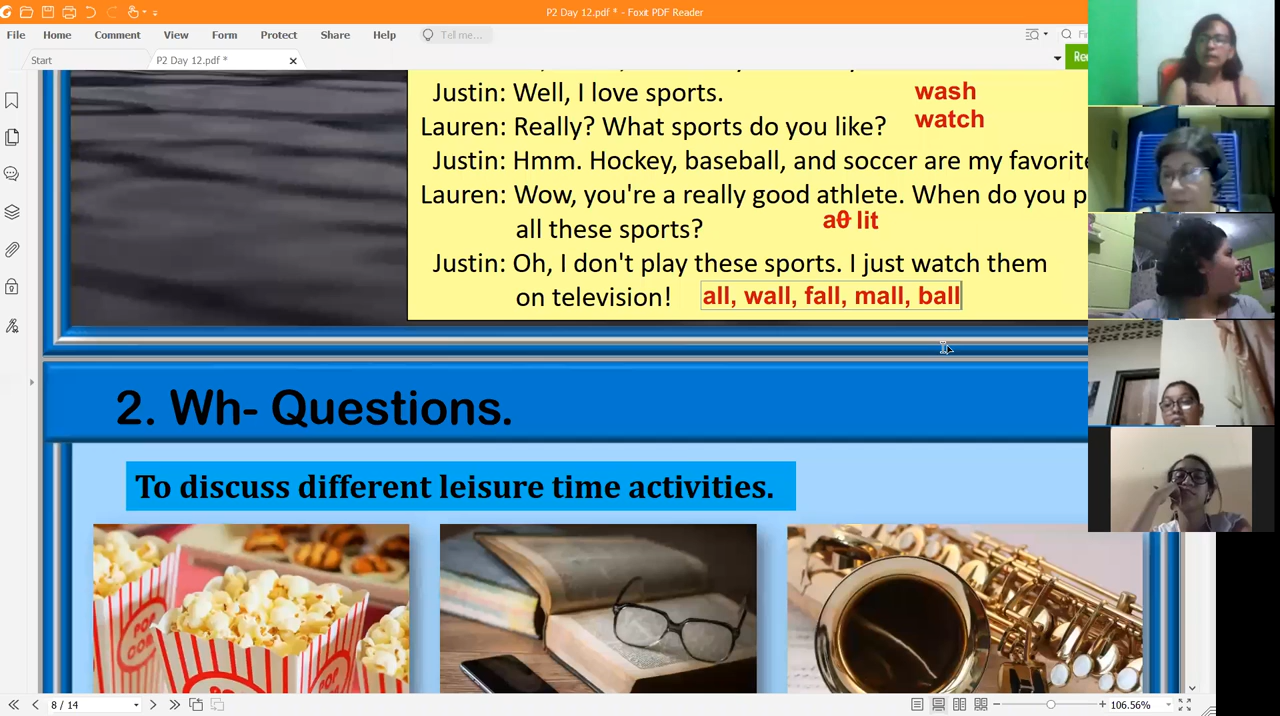 P2 Day 12.pdf * - Foxit PDF Reader
File Home Comment View Form Protect Share Help Tell me...
Start P2 Day 12.pdf *
Justin: Well, I love sports.
wash
Lauren: Really? What sports do you like?
watch
Justin: Hmm. Hockey, baseball, and soccer are my favorite
Lauren: Wow, you're a really good athlete. When do you p
all these sports?
aθ lit
Justin: Oh, I don't play these sports. I just watch them
on television!
all, wall, fall, mall, ball
2. Wh- Questions.
To discuss different leisure time activities.
POP
8 / 14
106.56%